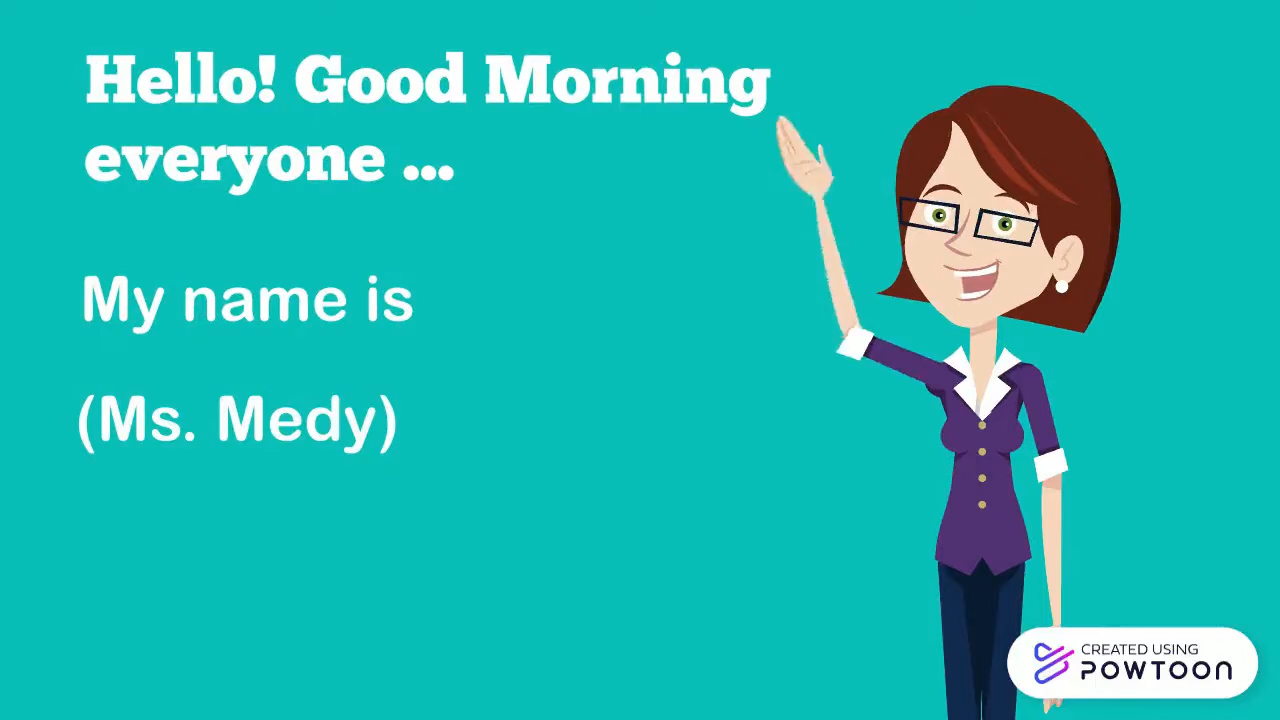 Hello! Good Morning
everyone ...
My name is
(Ms. Medy)
CREATED USING
POWTOON